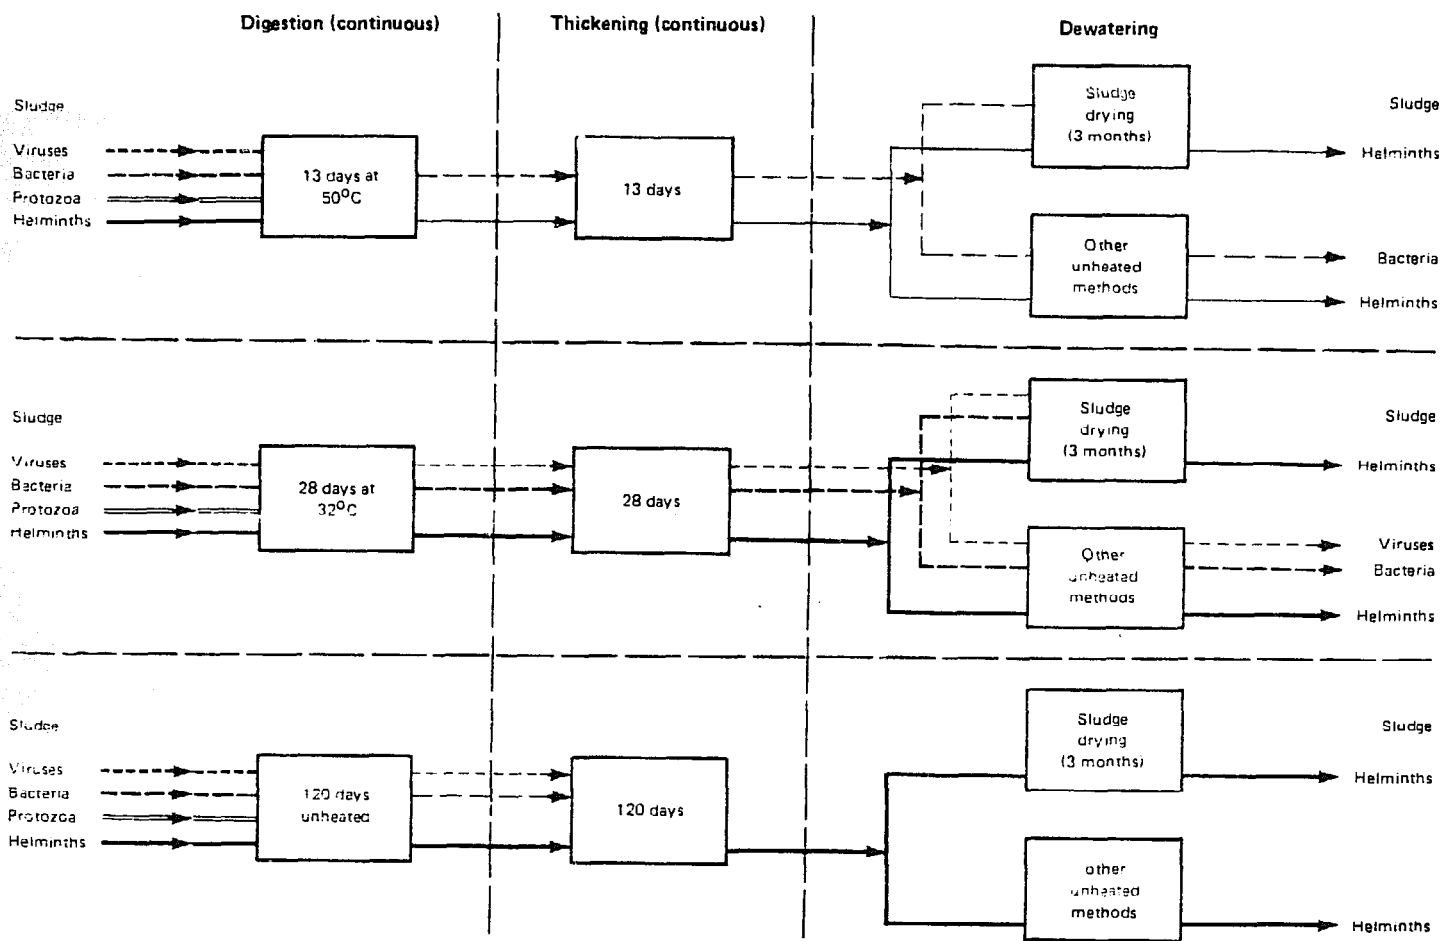 Digestion (continuous)
Thickening (continuous)
Dewatering
Sludge
Viruses
Bacteria
Protozoa
Helminths
13 days at
50°C
13 days
Sludge
drying
(3 months)
Other
unheated
methods
Sludge
Helminths
Bacteria
Helminths
Sludge
Viruses
Bacteria
Protozoa
Helminths
28 days at
32°C
28 days
Sludge
drying
(3 months)
Other
unheated
methods
Sludge
Helminths
Viruses
Bacteria
Helminths
Sludge
Viruses
Bacteria
Protozoa
Helminths
120 days
unheated
120 days
Sludge
drying
(3 months)
other
unheated
methods
Sludge
Helminths
Helminths